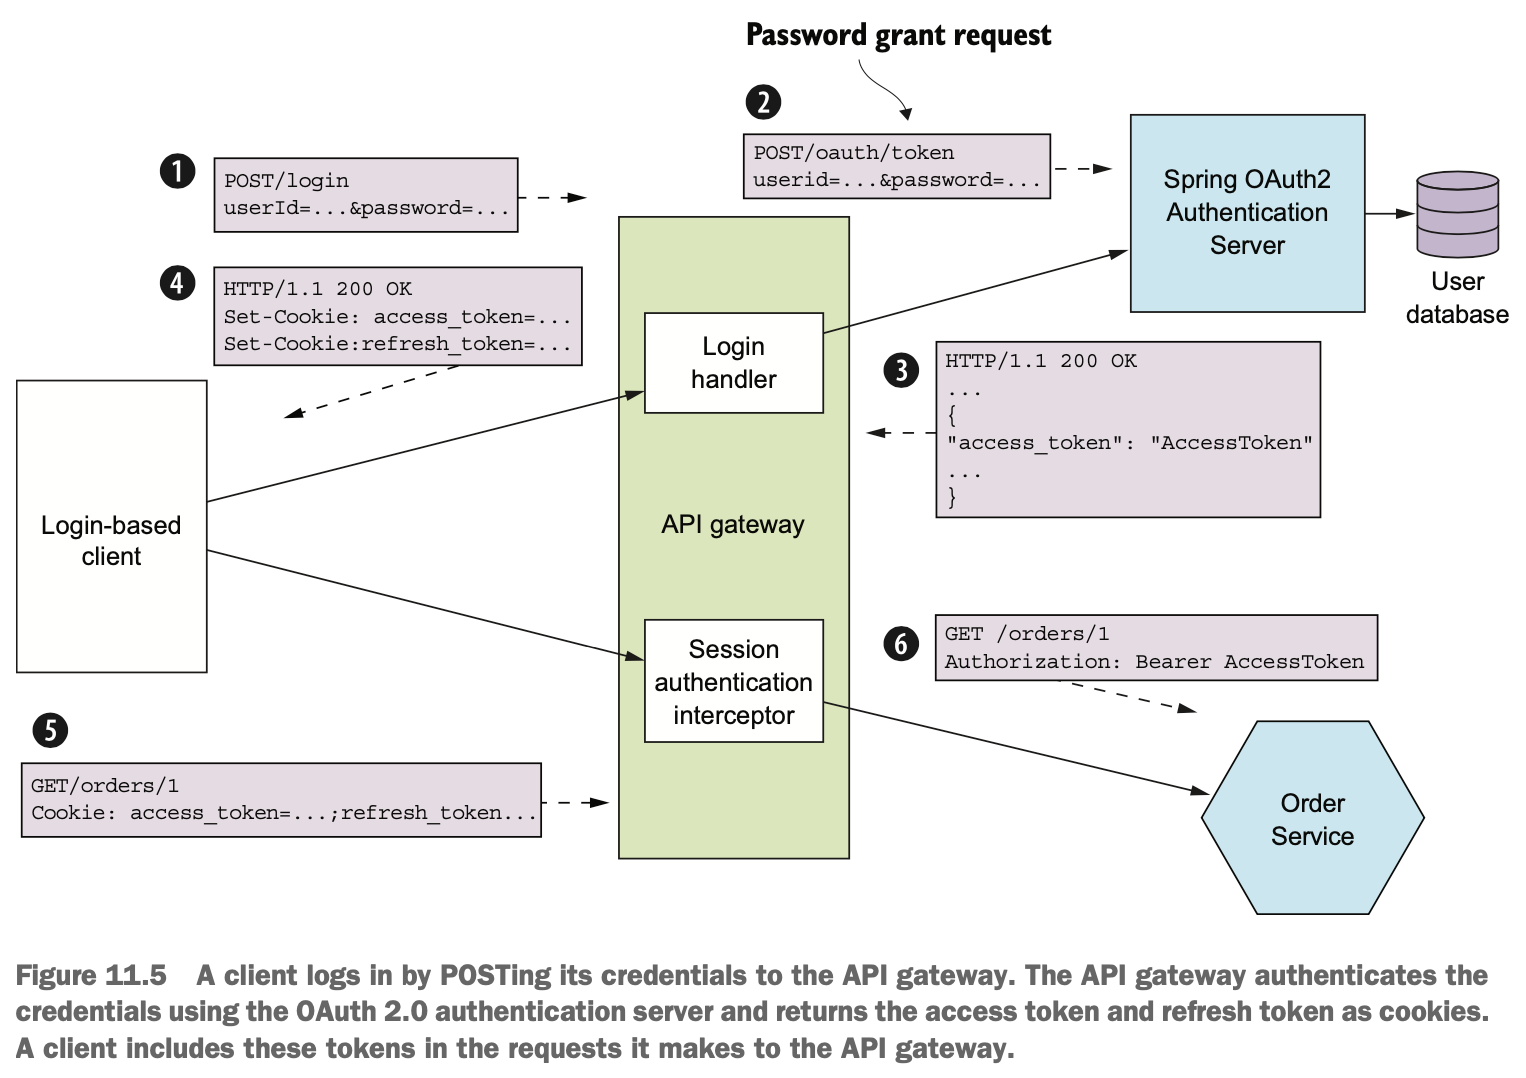 Password grant request
2
POST/oauth/token
userid=...&password=...
1
POST/login
userId=...&password=...
Spring OAuth2
Authentication
Server
User
database
4
HTTP/1.1 200 OK
Set-Cookie: access_token=...
Set-Cookie:refresh_token=...
Login
handler
3
HTTP/1.1 200 OK
...
{
"access_token": "AccessToken"
...
}
Login-based
client
API gateway
Session
authentication
interceptor
6
GET /orders/1
Authorization: Bearer AccessToken
5
GET/orders/1
Cookie: access_token=...;refresh_token...
Order
Service
Figure 11.5 A client logs in by POSTing its credentials to the API gateway. The API gateway authenticates the
credentials using the OAuth 2.0 authentication server and returns the access token and refresh token as cookies.
A client includes these tokens in the requests it makes to the API gateway.